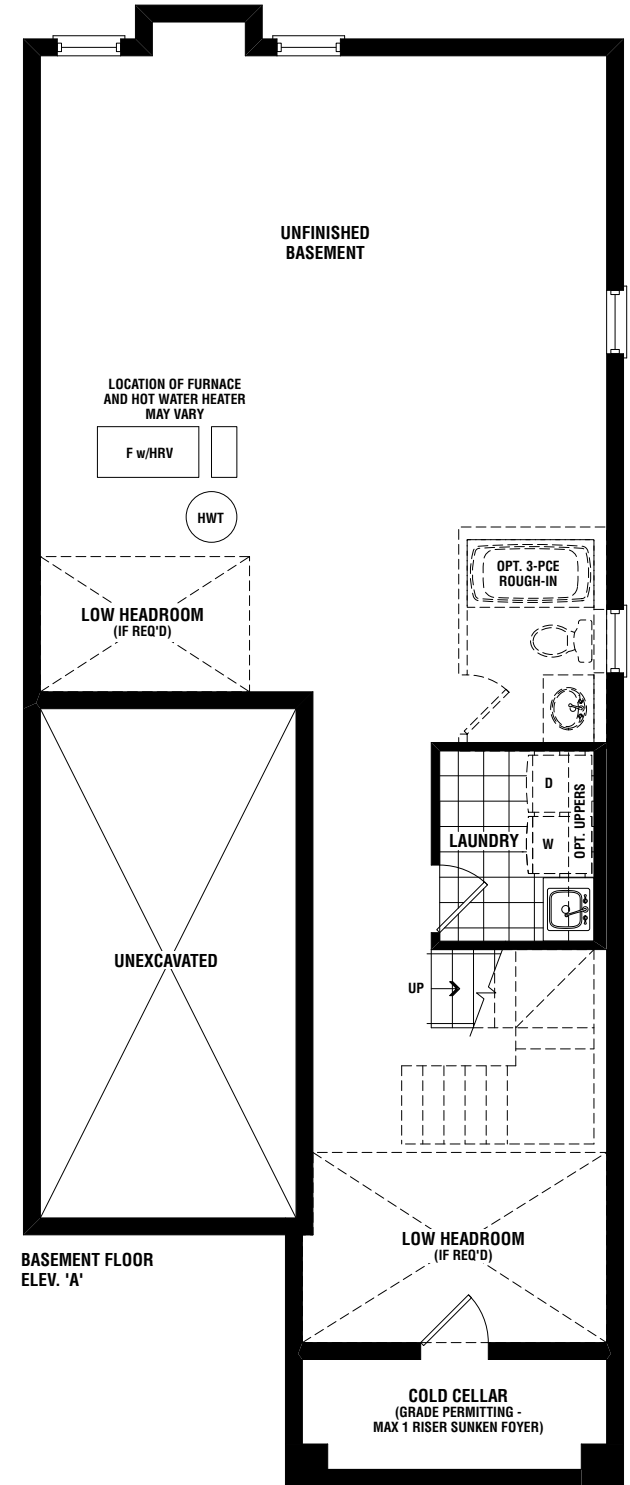 UNFINISHED
BASEMENT
LOCATION OF FURNACE
AND HOT WATER HEATER
MAY VARY
F w/HRV
HWT
OPT. 3-PCE
ROUGH-IN
LOW HEADROOM
(IF REQ'D)
D
OPT. UPPERS
LAUNDRY
W
UNEXCAVATED
UP
LOW HEADROOM
(IF REQ'D)
BASEMENT FLOOR
ELEV. 'A'
COLD CELLAR
(GRADE PERMITTING -
MAX 1 RISER SUNKEN FOYER)